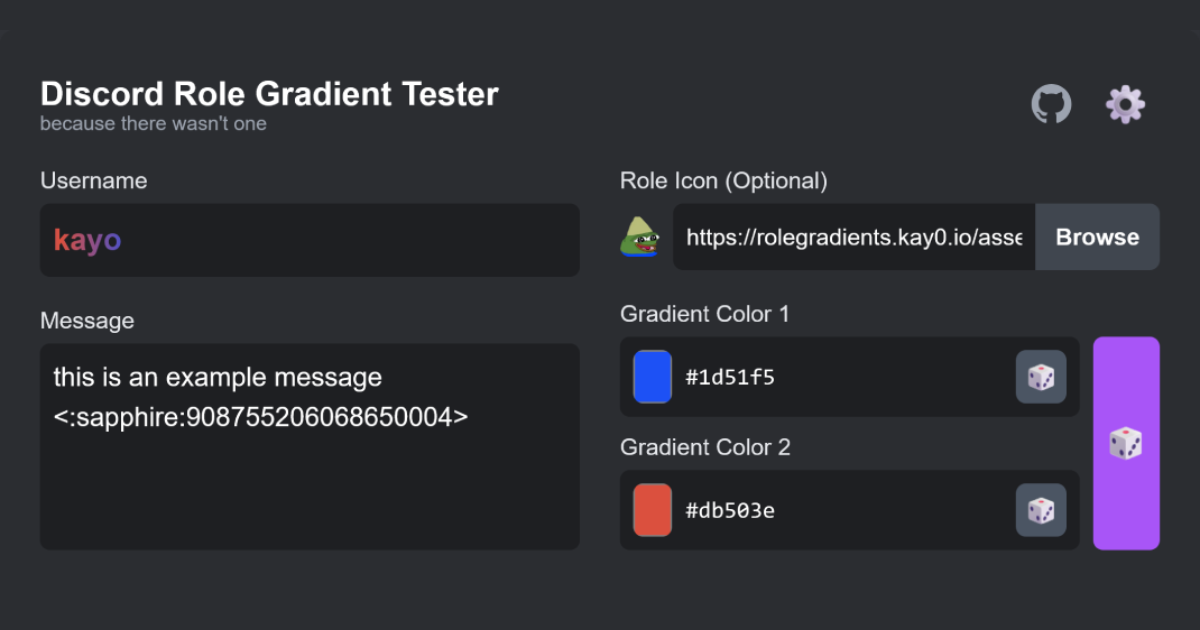 Discord Role Gradient Tester
because there wasn't one
Username
kayo
Message
this is an example message
<:sapphire:908755206068650004>
Role Icon (Optional)
https://rolegradients.kay0.io/asse
Browse
Gradient Color 1
#1d51f5
Gradient Color 2
#db503e